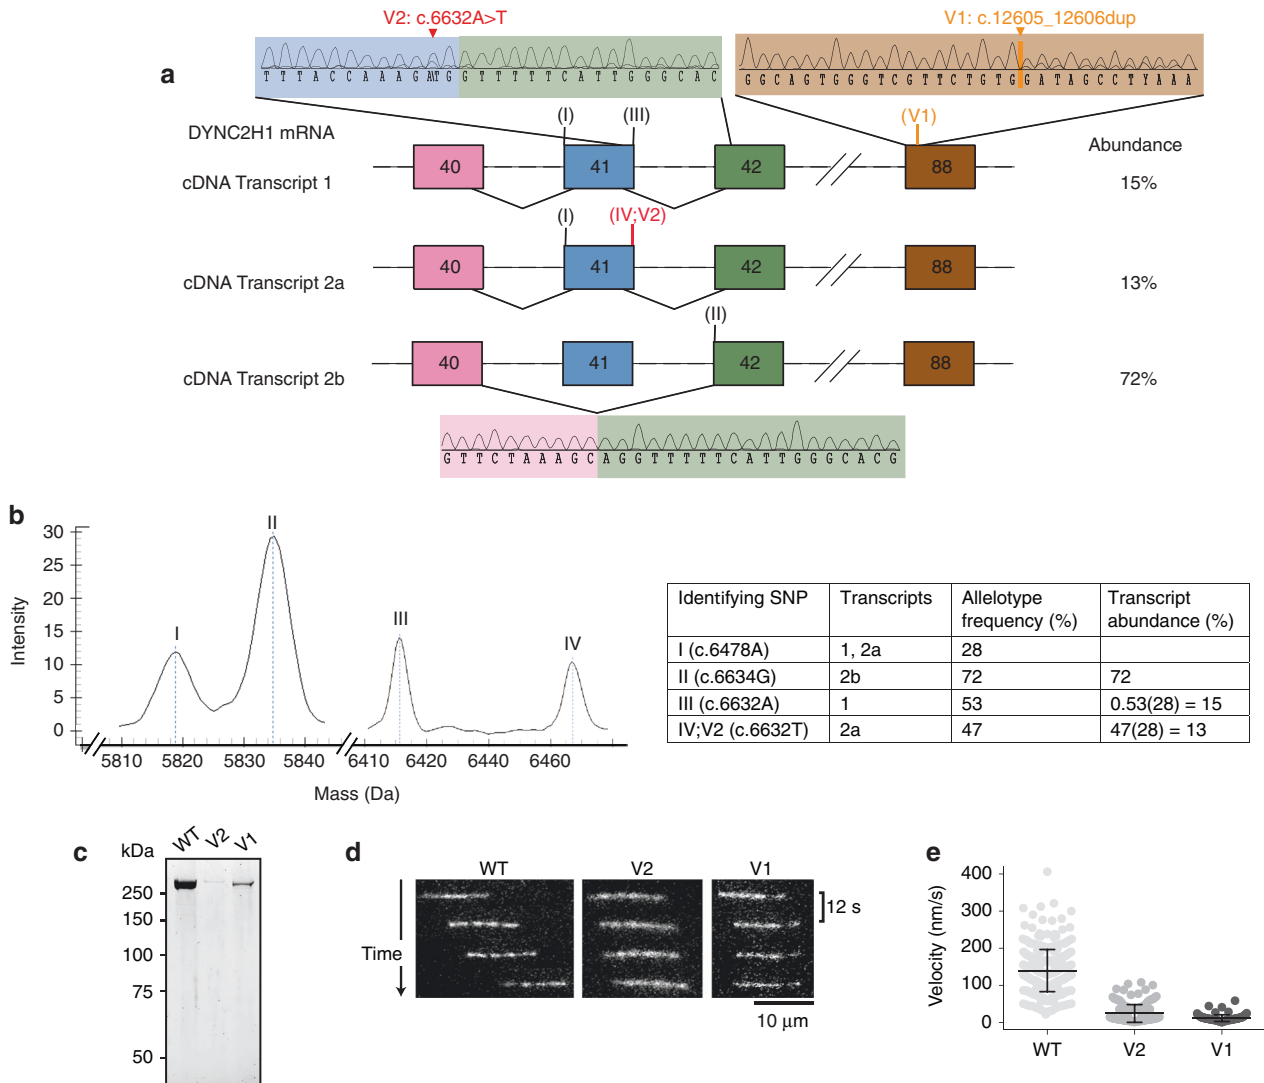 a
V2: c.6632A>T
V1: c.12605_12606dup
T T T A C C A A A G A/T G G T T T T T C A T T G G G C A C
G G C A G T G G G T C G T T C T G T G G A T A G C C T Y A A A
DYNC2H1 mRNA
(I)
(III)
(V1)
Abundance
40 41 42 88
cDNA Transcript 1
15%
(I)
(IV;V2)
40 41 42 88
cDNA Transcript 2a
13%
(II)
40 41 42 88
cDNA Transcript 2b
72%
G T T C T A A A G C A G G T T T T T C A T T G G G C A C G
b
Intensity
30
25
20
15
10
5
0
I
II
III
IV
5810 5820 5830 5840 6410 6420 6440 6460
Mass (Da)
Identifying SNP Transcripts Allelotype frequency (%) Transcript abundance (%)
I (c.6478A) 1, 2a 28
II (c.6634G) 2b 72 72
III (c.6632A) 1 53 0.53(28) = 15
IV;V2 (c.6632T) 2a 47 47(28) = 13
c
kDa
WT V2 V1
250
150
100
75
50
d
WT V2 V1
Time
12 s
10 µm
e
Velocity (nm/s)
400
300
200
100
0
WT V2 V1